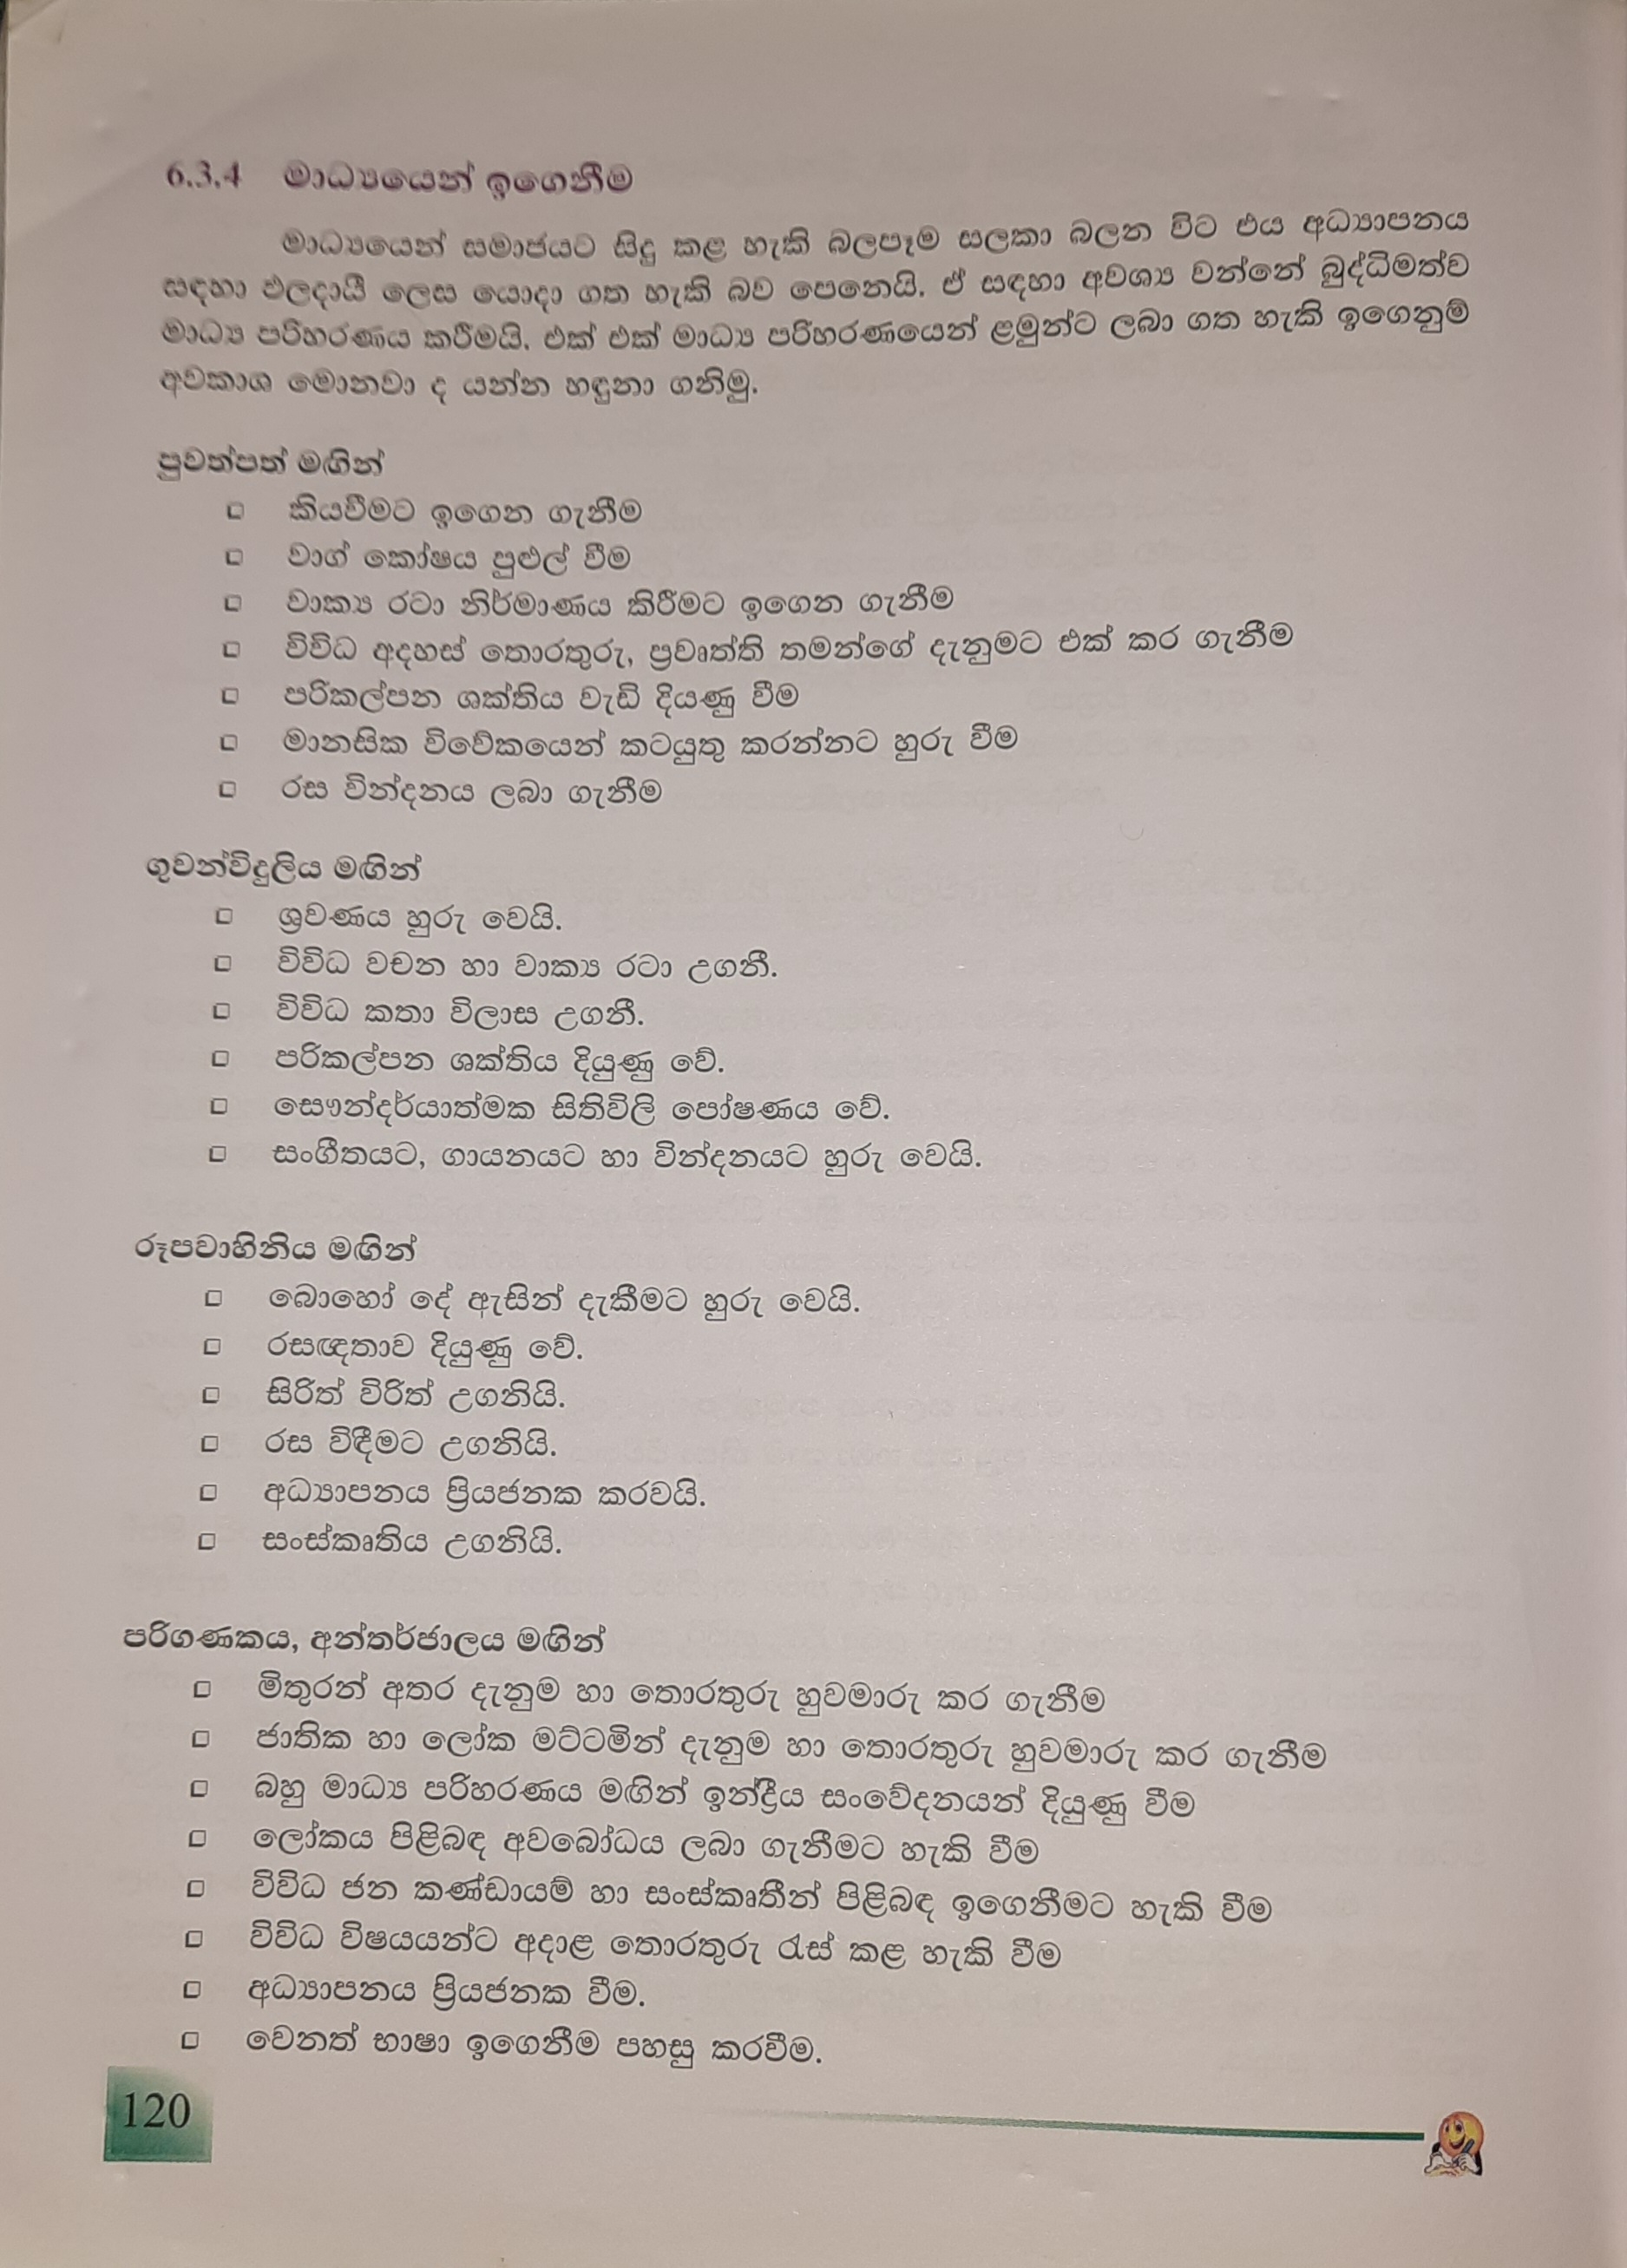 6.3.4 මාධ්‍යයෙන් ඉගෙනීම
මාධ්‍යයෙන් සමාජයට සිදු කළ හැකි බලපෑම සලකා බලන විට එය අධ්‍යාපනය
සඳහා ඵලදායී ලෙස යොදා ගත හැකි බව පෙනෙයි. ඒ සඳහා අවශ්‍ය වන්නේ බුද්ධිමත්ව
මාධ්‍ය පරිහරණය කරීමයි. එක් එක් මාධ්‍ය පරිහරණයෙන් ළමුන්ට ලබා ගත හැකි ඉගෙනුම්
අවකාශ මොනවා ද යන්න හඳුනා ගනිමු.
පුවත්පත් මඟින්
□ කියවීමට ඉගෙන ගැනීම
□ වාග් කෝෂය පුළුල් වීම
□ වාක්‍ය රටා නිර්මාණය කිරීමට ඉගෙන ගැනීම
□ විවිධ අදහස් තොරතුරු, ප්‍රවෘත්ති තමන්ගේ දැනුමට එක් කර ගැනීම
□ පරිකල්පන ශක්තිය වැඩි දියණු වීම
□ මානසික විවේකයෙන් කටයුතු කරන්නට හුරු වීම
□ රස වින්දනය ලබා ගැනීම
ගුවන්විදුලිය මඟින්
□ ශ්‍රවණය හුරු වෙයි.
□ විවිධ වචන හා වාක්‍ය රටා උගනී.
□ විවිධ කතා විලාස උගනී.
□ පරිකල්පන ශක්තිය දියුණු වේ.
□ සෞන්දර්යාත්මක සිතිවිලි පෝෂණය වේ.
□ සංගීතයට, ගායනයට හා වින්දනයට හුරු වෙයි.
රූපවාහිනිය මඟින්
□ බොහෝ දේ ඇසින් දැකීමට හුරු වෙයි.
□ රසඥතාව දියුණු වේ.
□ සිරිත් විරිත් උගනියි.
□ රස විඳීමට උගනියි.
□ අධ්‍යාපනය ප්‍රියජනක කරවයි.
□ සංස්කෘතිය උගනියි.
පරිගණකය, අන්තර්ජාලය මඟින්
□ මිතුරන් අතර දැනුම හා තොරතුරු හුවමාරු කර ගැනීම
□ ජාතික හා ලෝක මට්ටමින් දැනුම හා තොරතුරු හුවමාරු කර ගැනීම
□ බහු මාධ්‍ය පරිහරණය මඟින් ඉන්ද්‍රීය සංවේදනයන් දියුණු වීම
□ ලෝකය පිළිබඳ අවබෝධය ලබා ගැනීමට හැකි වීම
□ විවිධ ජන කණ්ඩායම් හා සංස්කෘතීන් පිළිබඳ ඉගෙනීමට හැකි වීම
□ විවිධ විෂයයන්ට අදාළ තොරතුරු රැස් කළ හැකි වීම
□ අධ්‍යාපනය ප්‍රියජනක වීම.
□ වෙනත් භාෂා ඉගෙනීම පහසු කරවීම.
120